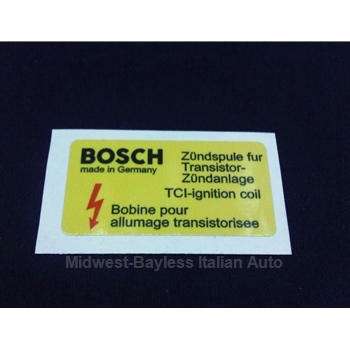 BOSCH
made in Germany
Zündspule fur
Transistor-
Zündanlage
TCI-ignition coil
Bobine pour
allumage transistorisee
Midwest-Bayless Italian Auto